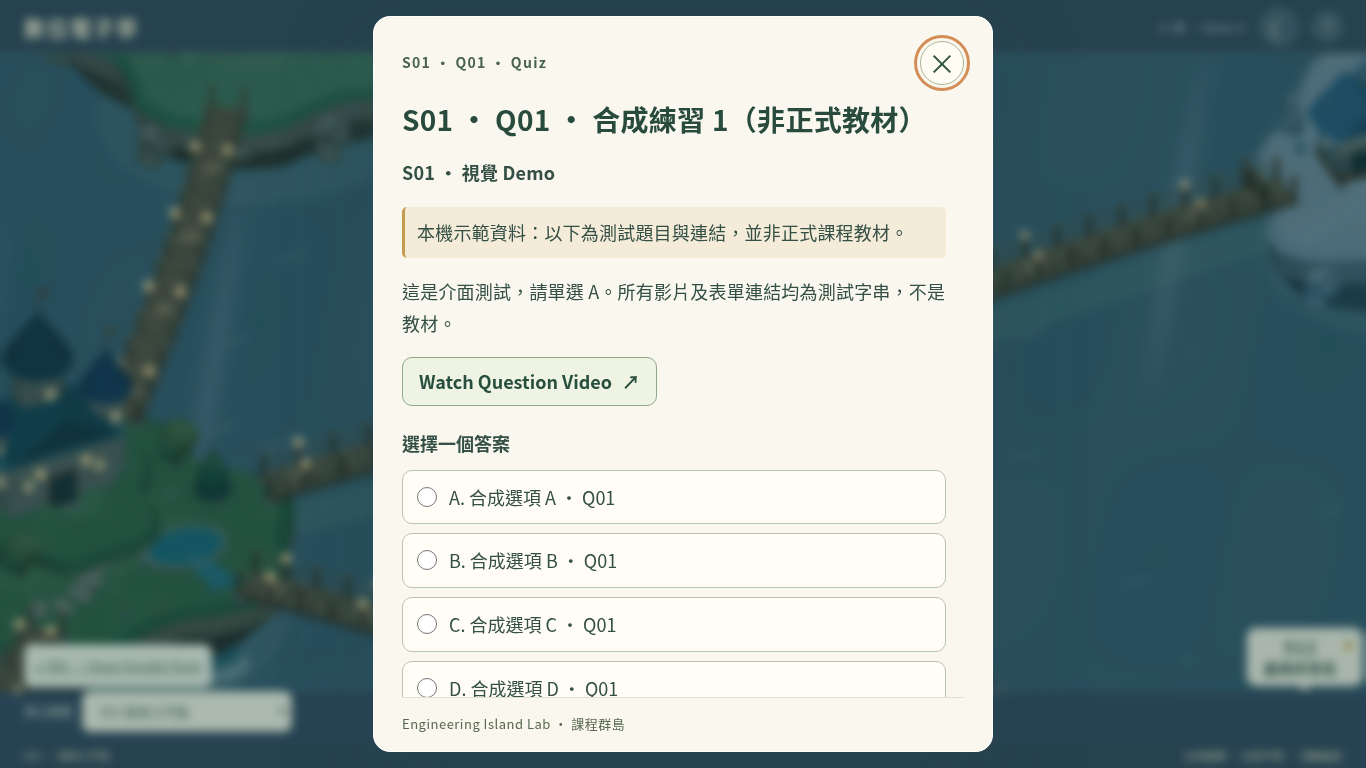 數位電子學
S01 • Q01 • Quiz
S01 • Q01 • 合成練習 1（非正式教材）
S01 • 視覺 Demo
本機示範資料：以下為測試題目與連結，並非正式課程教材。
這是介面測試，請單選 A。所有影片及表單連結均為測試字串，不是
教材。
Watch Question Video ↗
選擇一個答案
A. 合成選項 A • Q01
B. 合成選項 B • Q01
C. 合成選項 C • Q01
D. 合成選項 D • Q01
Engineering Island Lab • 課程群島